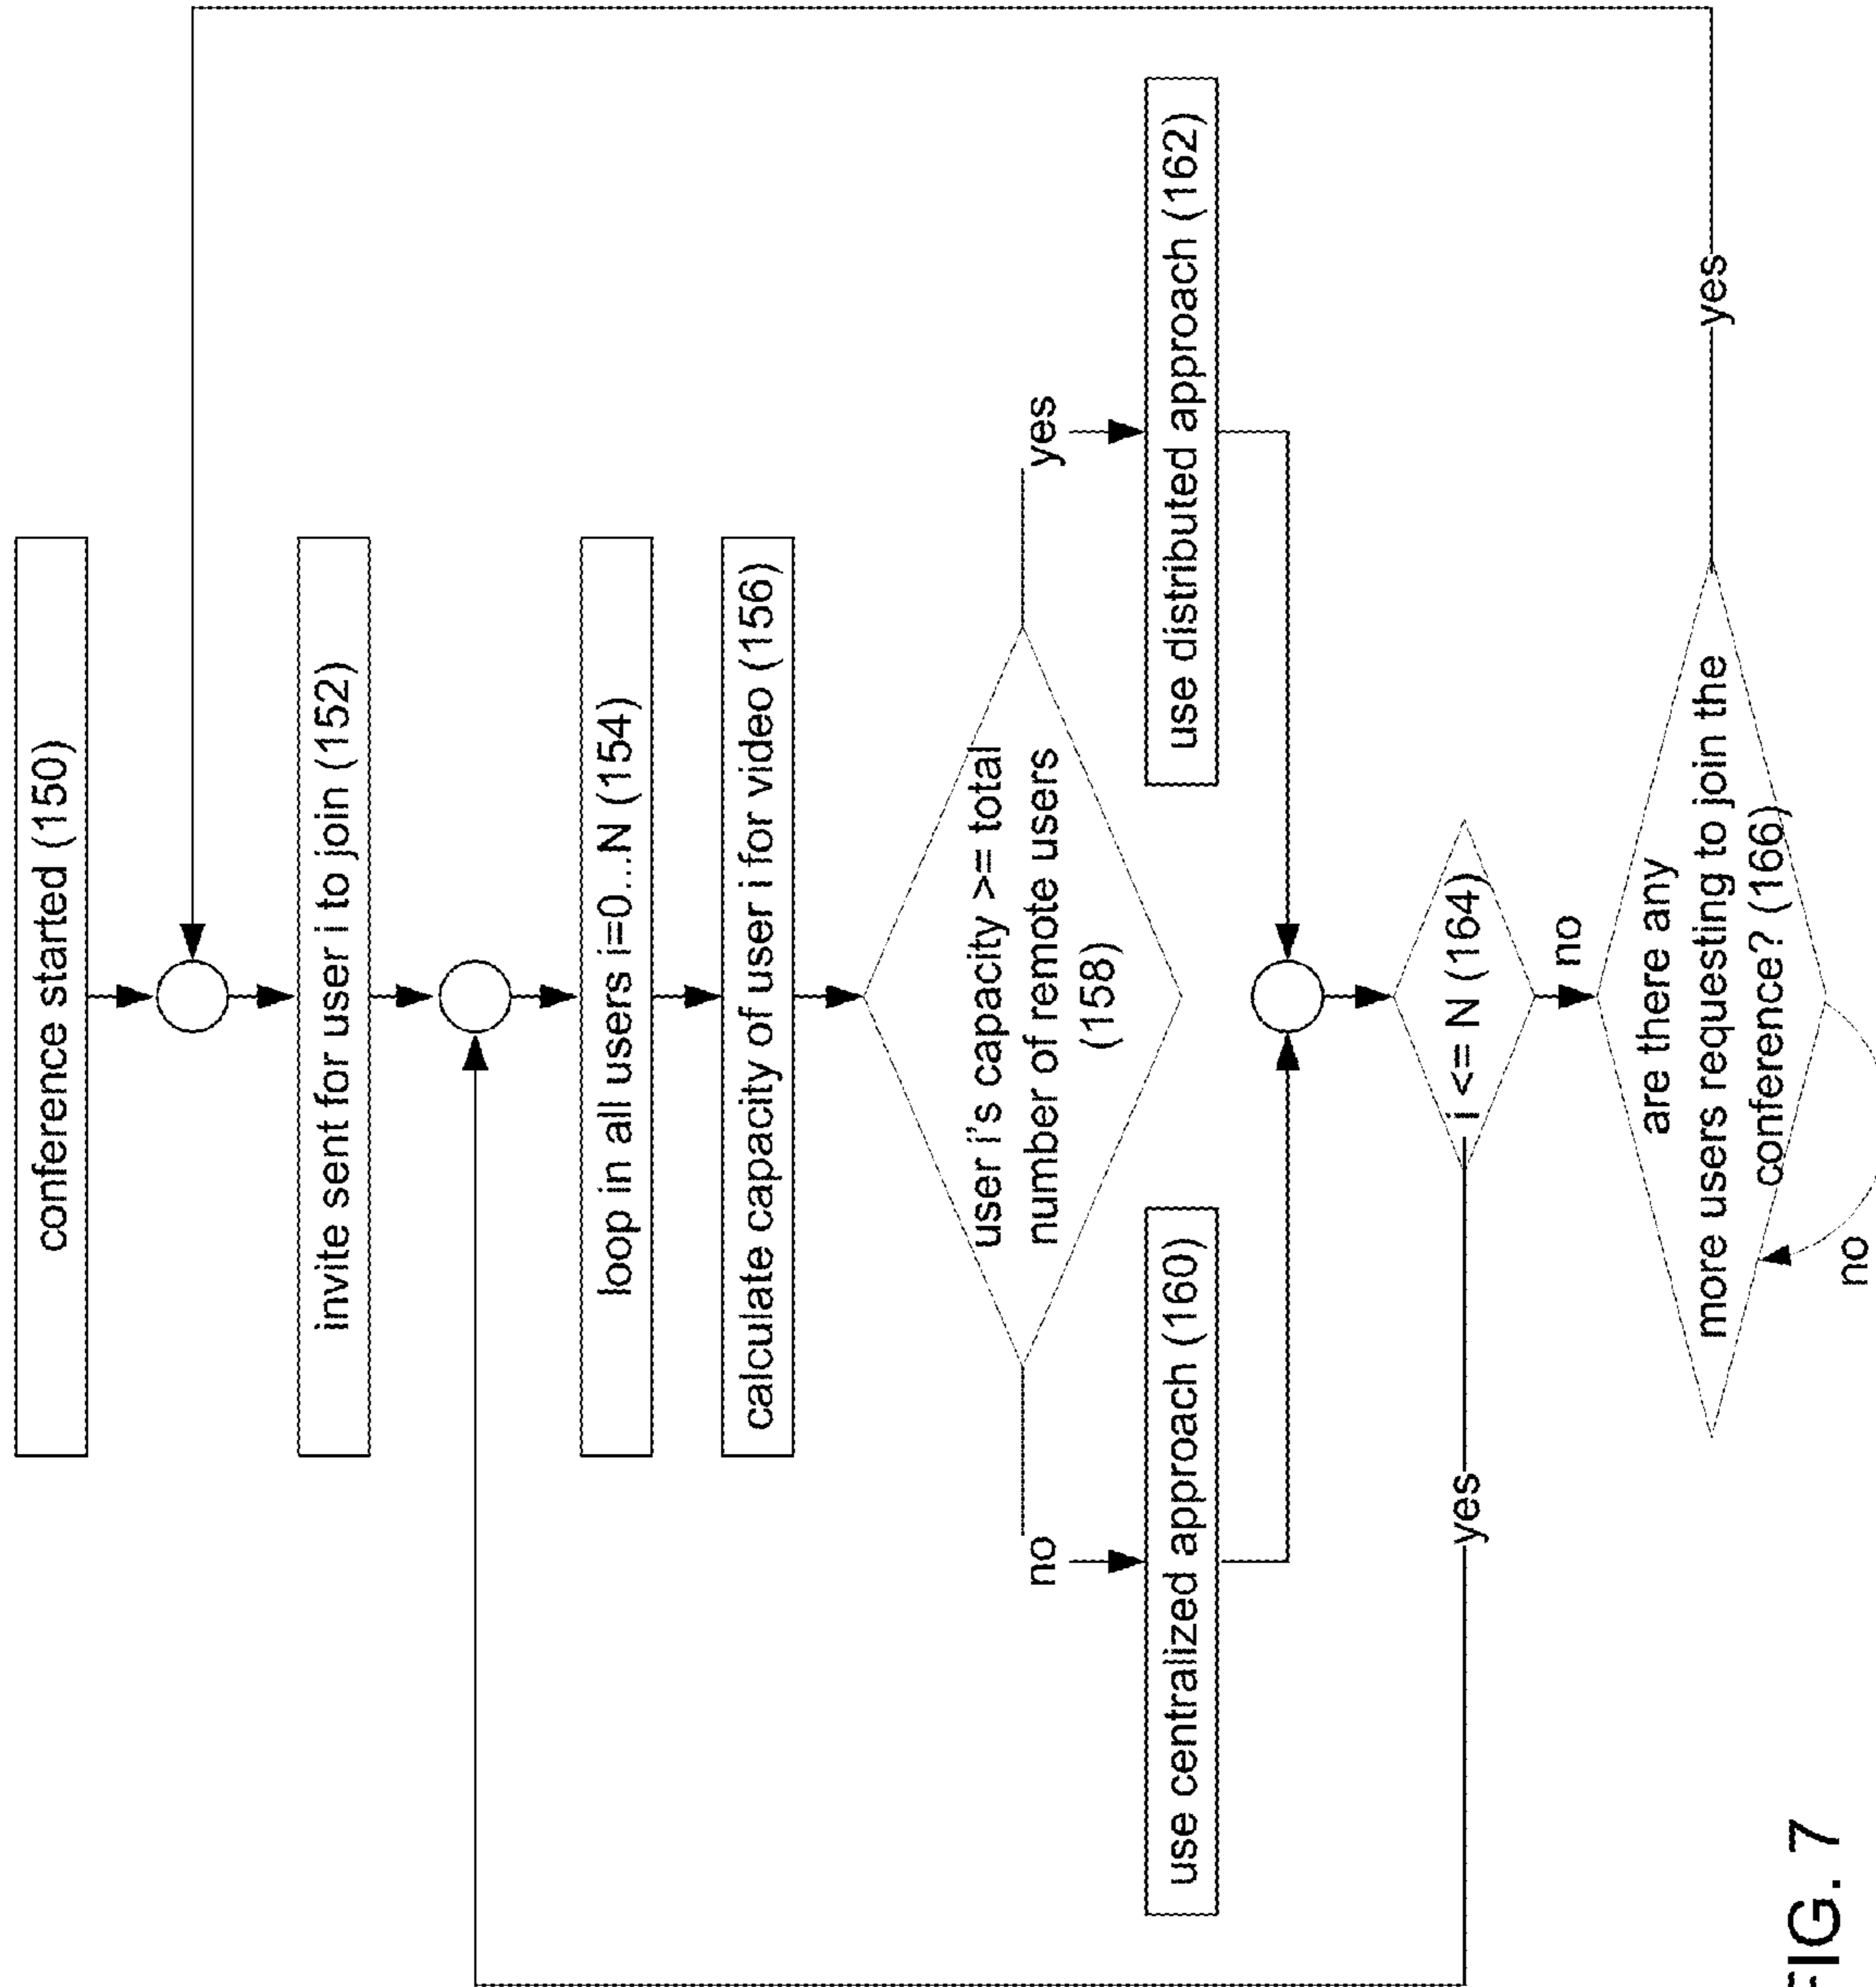 conference started (150)
invite sent for user i to join (152)
loop in all users i=0...N (154)
calculate capacity of user i for video (156)
user i's capacity >= total
number of remote users
(158)
no
yes
use centralized approach (160)
use distributed approach (162)
i <= N (164)
yes
no
are there any
more users requesting to join the
conference? (166)
yes
no
FIG. 7